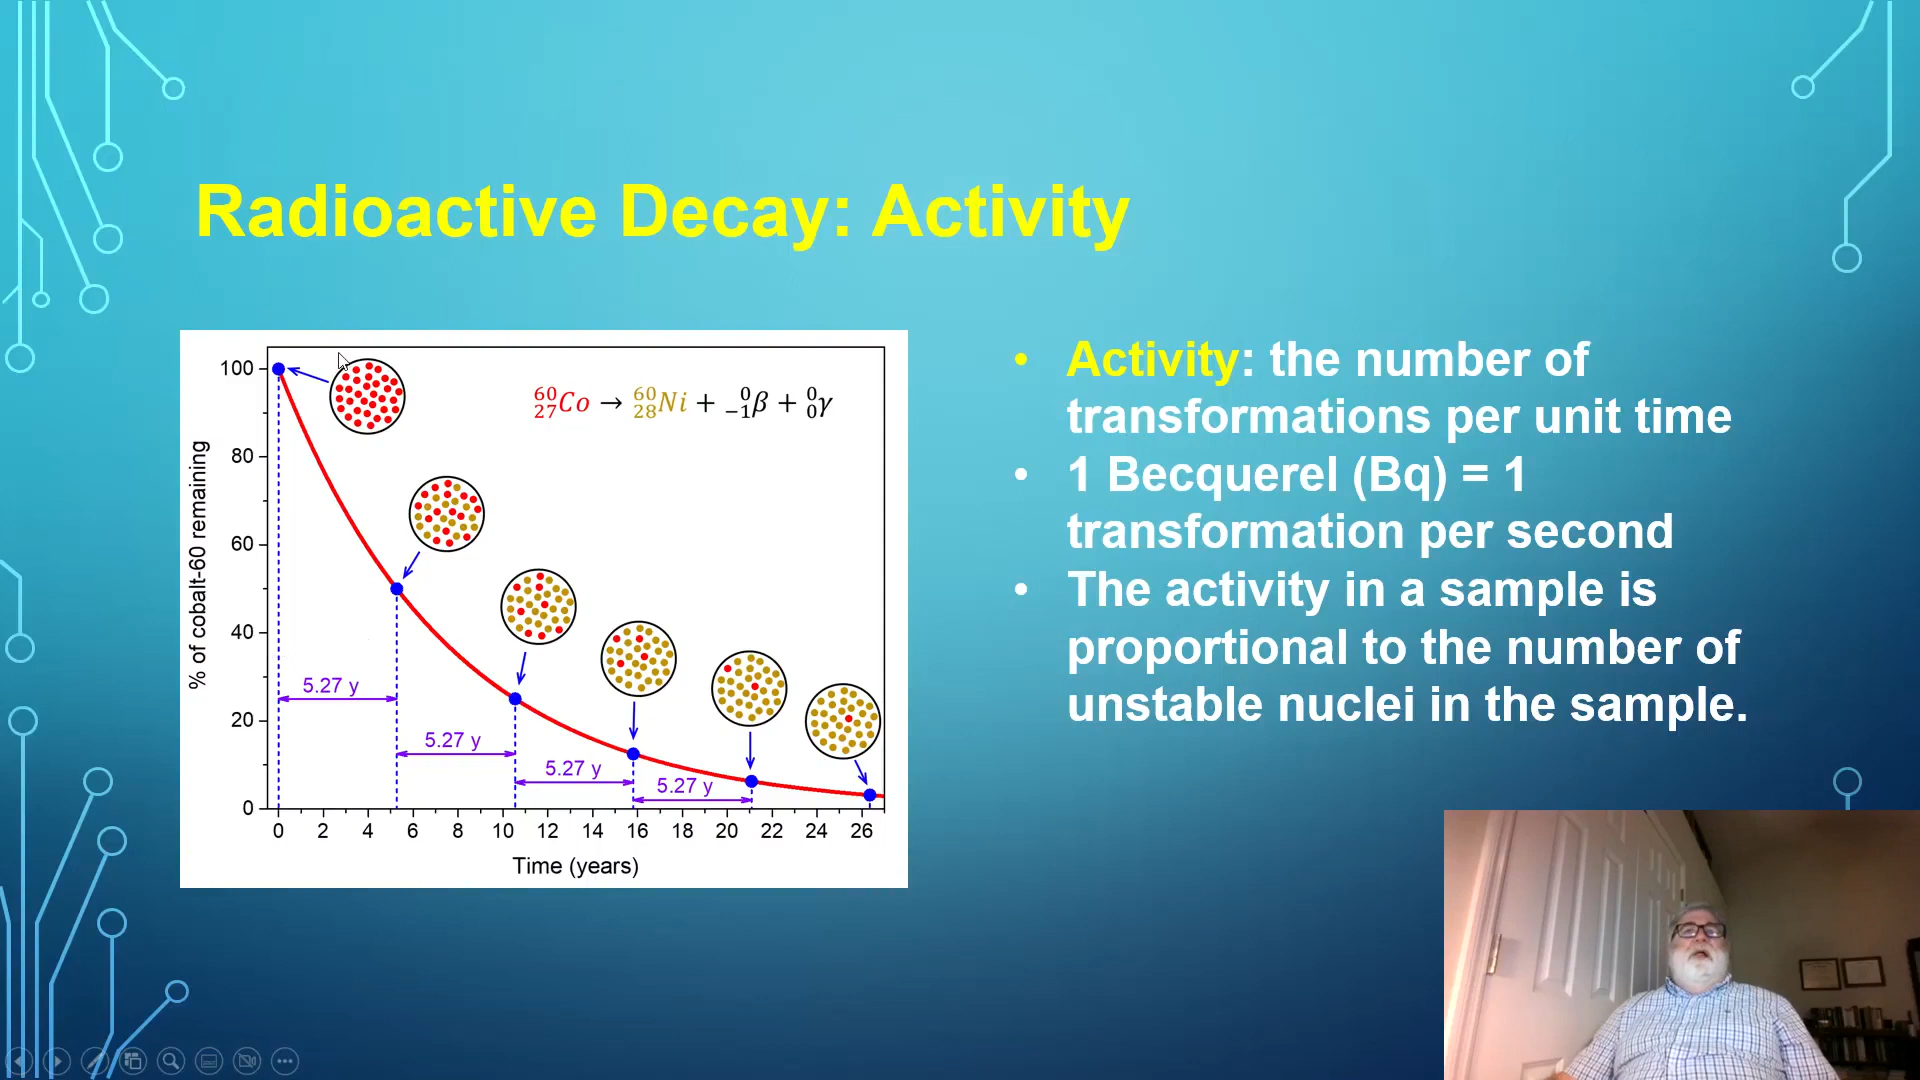 Radioactive Decay: Activity
100
80
60
40
20
0
% of cobalt-60 remaining
⁶⁰₂₇Co → ⁶⁰₂₈Ni + ⁰₋₁β + ⁰₀γ
5.27 y
5.27 y
5.27 y
5.27 y
0 2 4 6 8 10 12 14 16 18 20 22 24 26
Time (years)
• Activity: the number of
transformations per unit time
• 1 Becquerel (Bq) = 1
transformation per second
• The activity in a sample is
proportional to the number of
unstable nuclei in the sample.